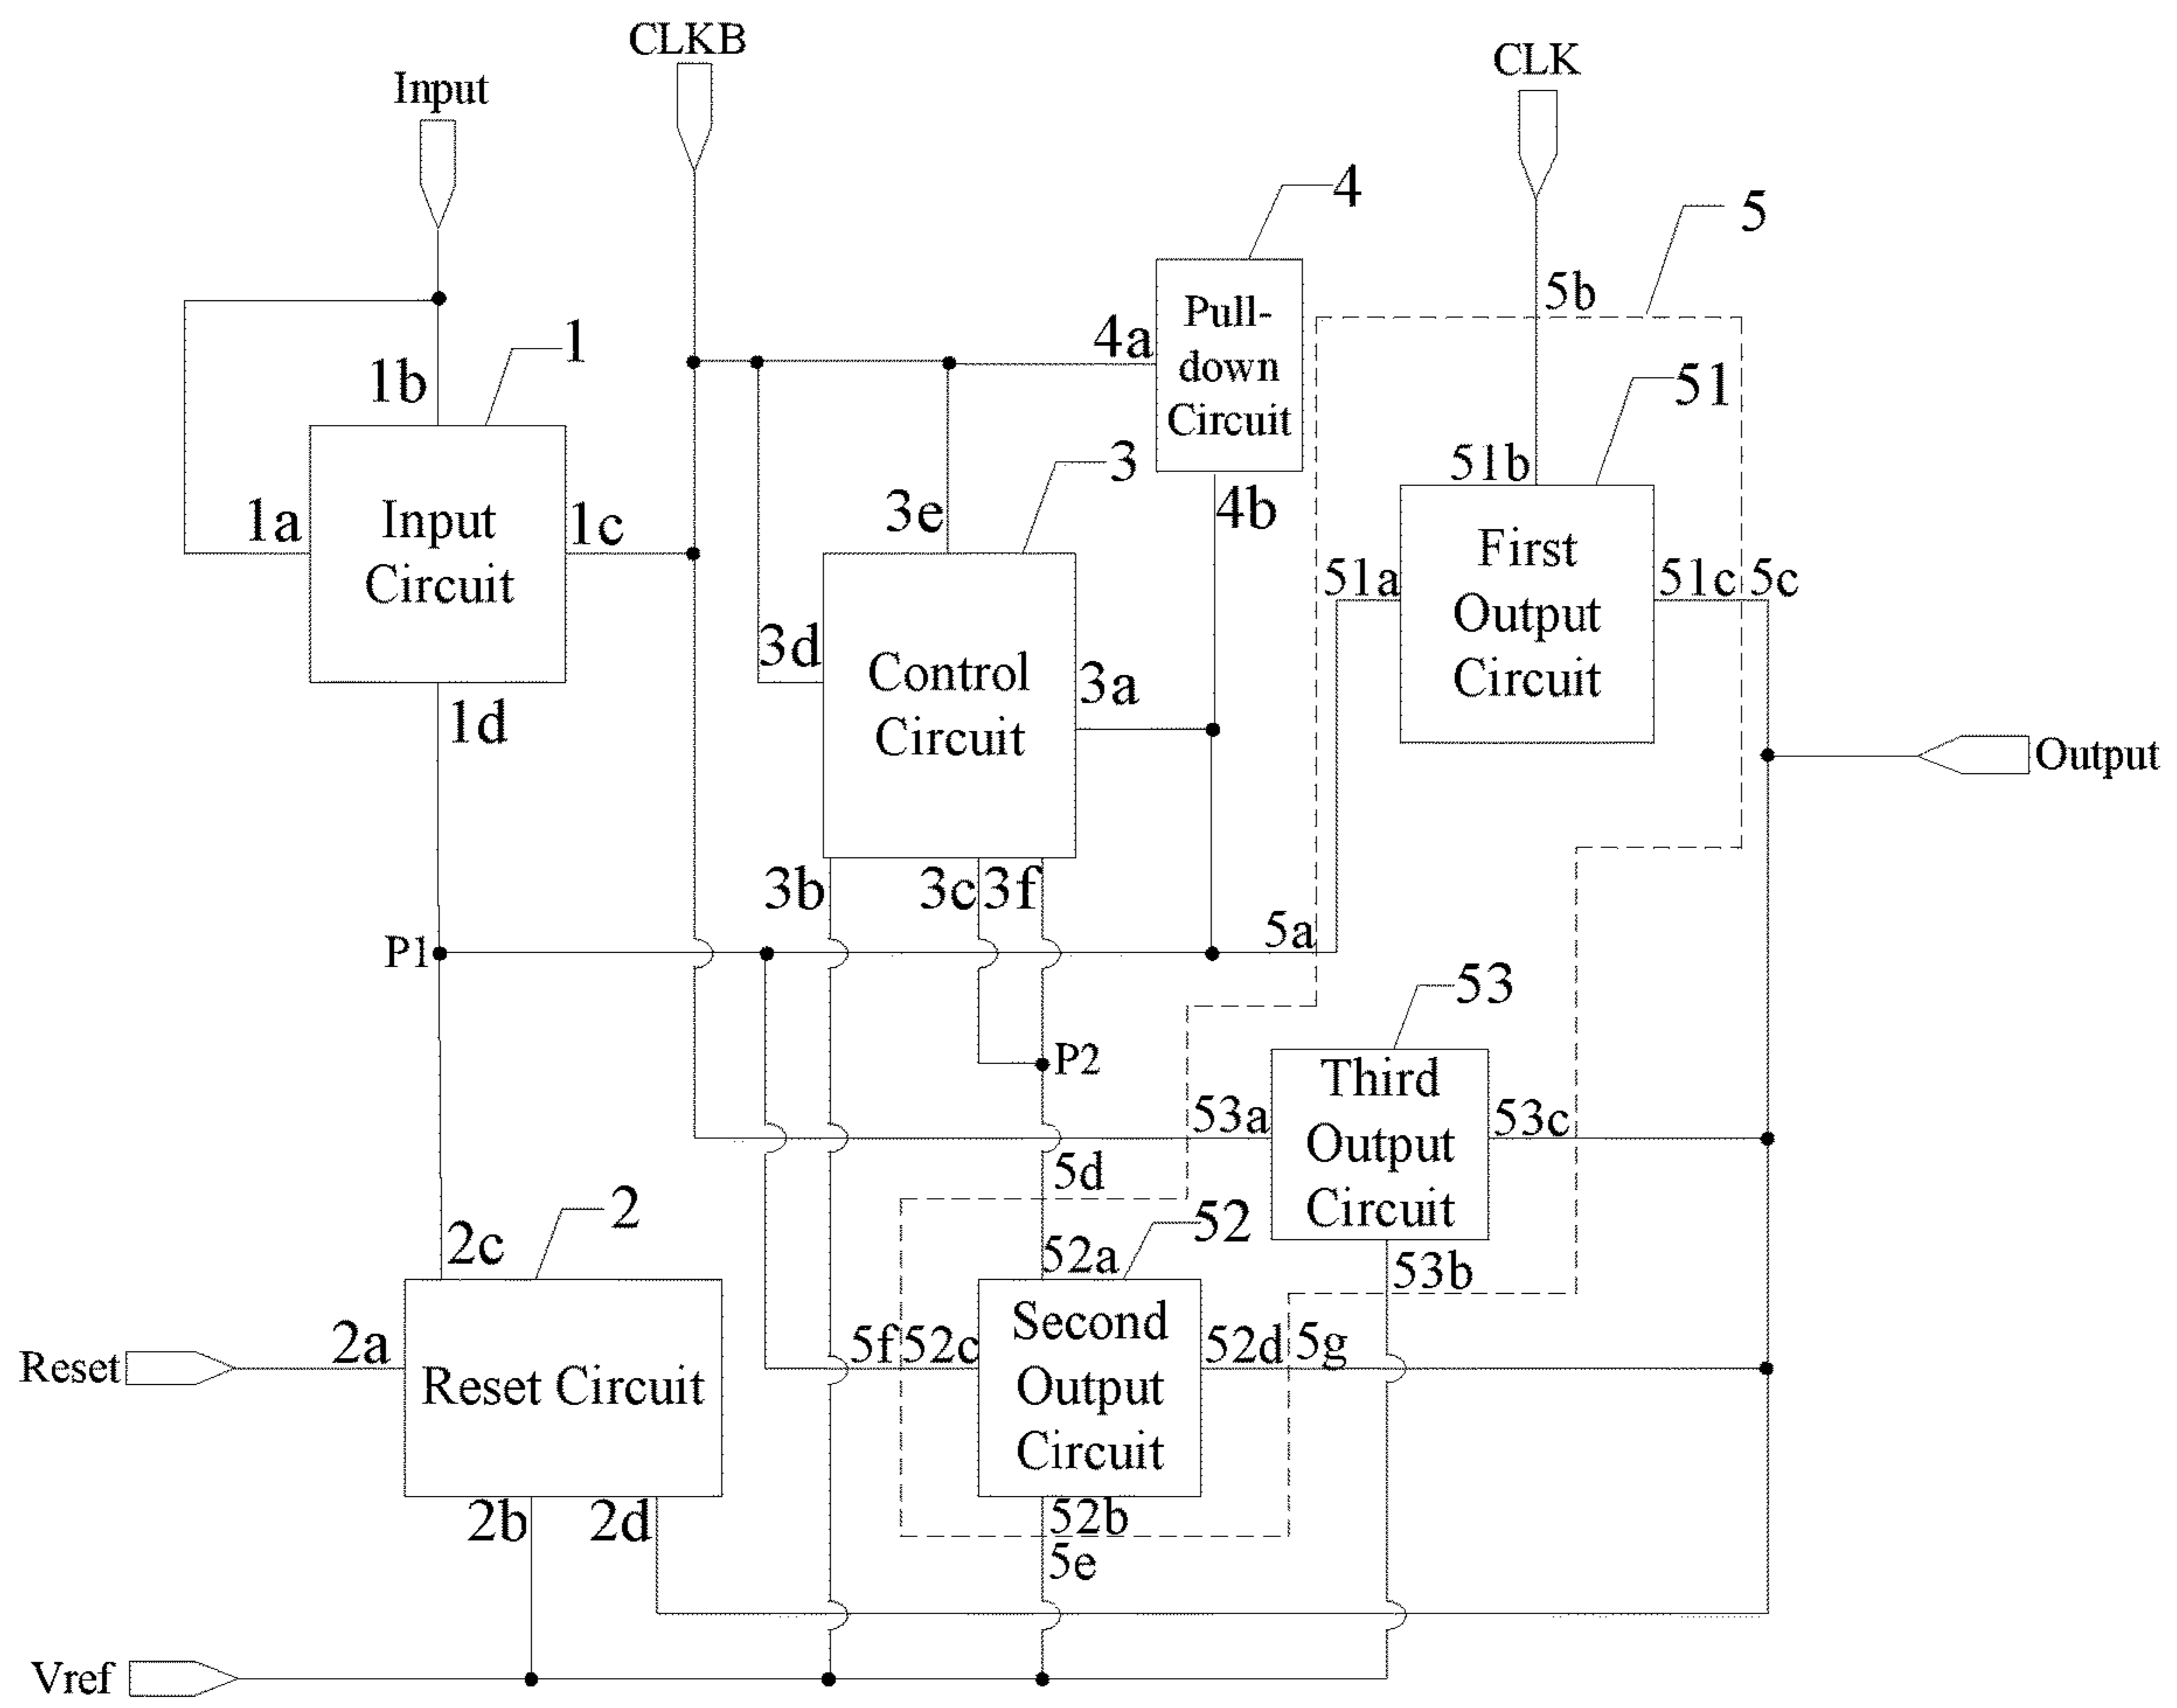 CLKB
CLK
Input
4
5
5b
1
4a
Pull-
down
Circuit
1b
51
3
51b
1a
Input
Circuit
1c
3e
4b
First
Output
Circuit
51a
51c
5c
3d
Control
Circuit
3a
1d
Output
3b
3c
3f
P1
5a
53
P2
Third
Output
Circuit
53a
53c
5d
2
52
2c
52a
53b
Reset
2a
Reset Circuit
5f
52c
Second
Output
Circuit
52d
5g
2b
2d
52b
5e
Vref